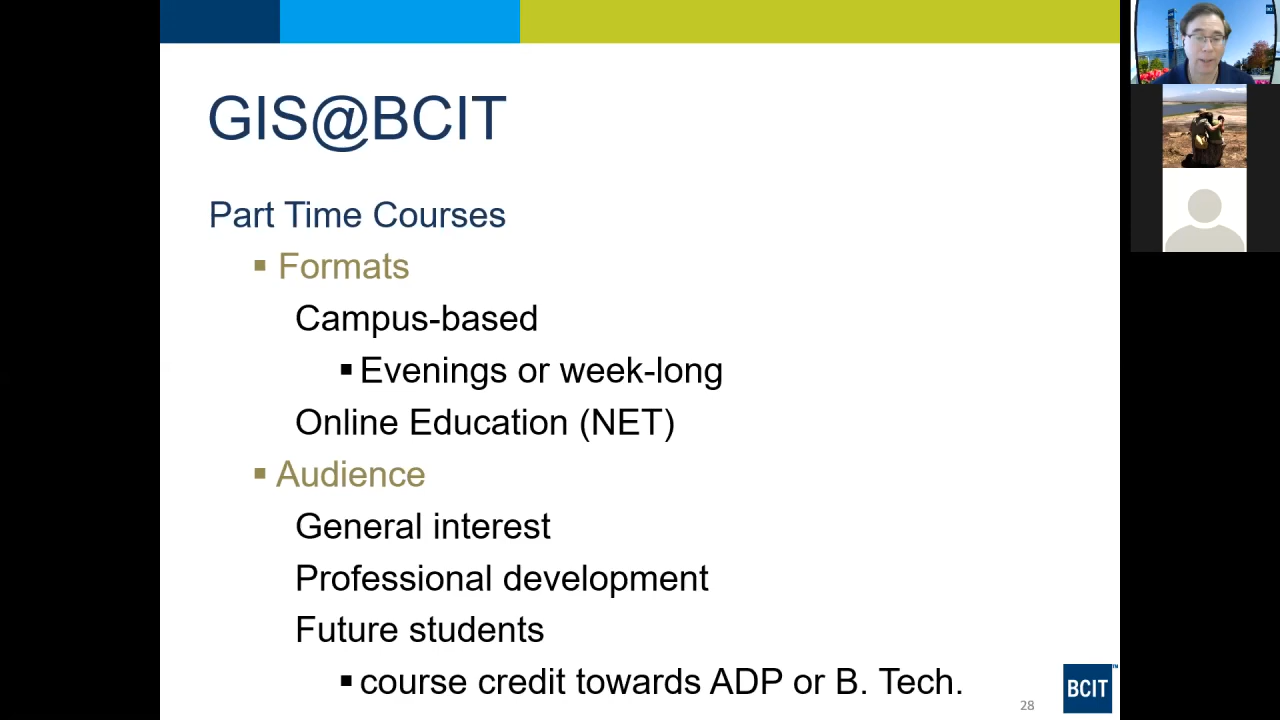 GIS@BCIT
Part Time Courses
▪ Formats
Campus-based
▪ Evenings or week-long
Online Education (NET)
▪ Audience
General interest
Professional development
Future students
▪ course credit towards ADP or B. Tech.
28
BCIT™
BCIT